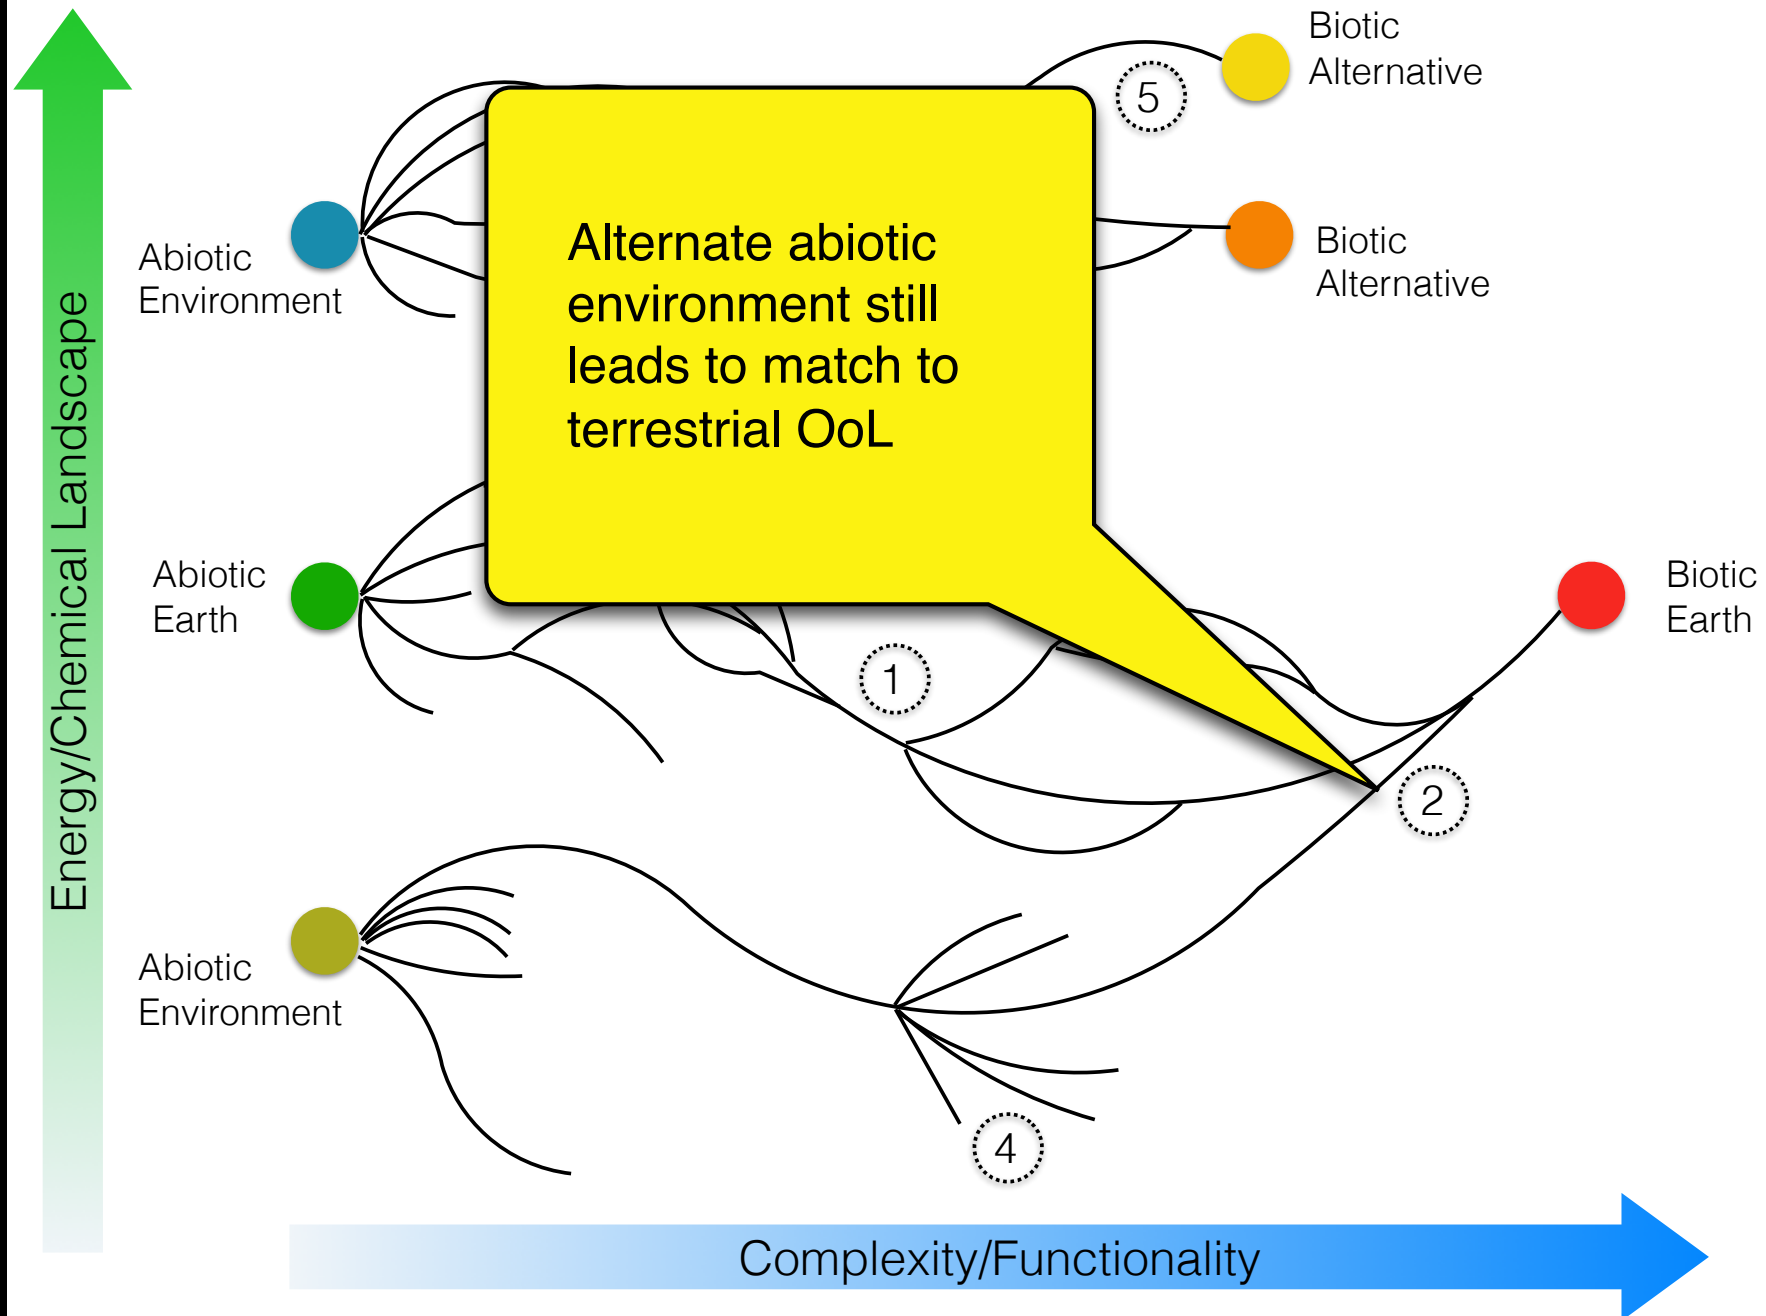 Biotic
Alternative
5
Abiotic
Environment
Alternate abiotic
environment still
leads to match to
terrestrial OoL
Biotic
Alternative
Energy/Chemical Landscape
Abiotic
Earth
Biotic
Earth
1
2
Abiotic
Environment
4
Complexity/Functionality